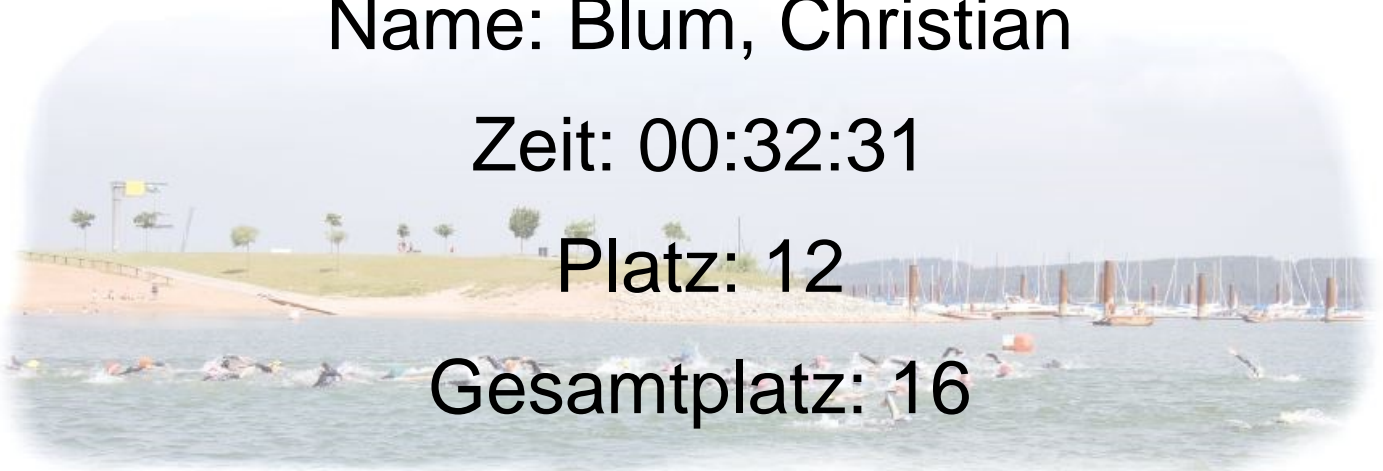 Name: Blum, Christian
Zeit: 00:32:31
Platz: 12
Gesamtplatz: 16